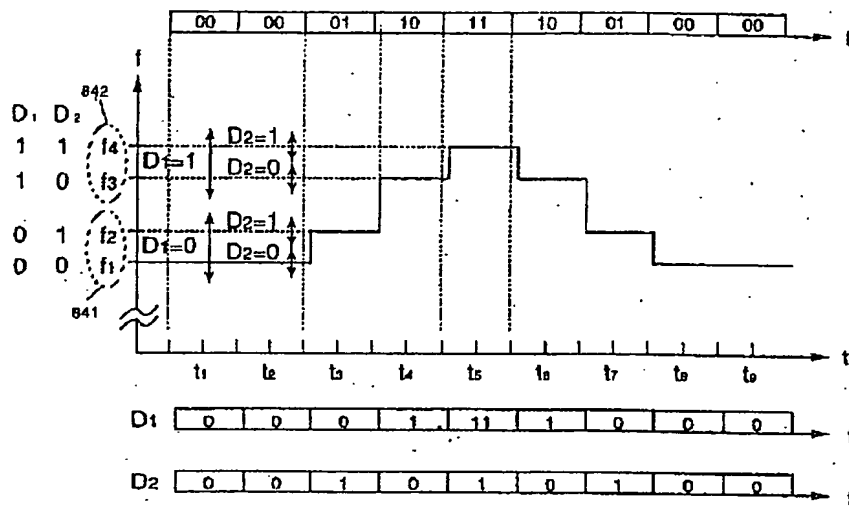 00 00 01 10 11 10 01 00 00
f
842
D1 D2
1 1 f4 D1=1 D2=1
1 0 f3 D2=0
0 1 f2 D1=0 D2=1
0 0 f1 D2=0
841
t
t1 t2 t3 t4 t5 t6 t7 t8 t9
D1 0 0 0 1 11 1 0 0 0
D2 0 0 1 0 1 0 1 0 0